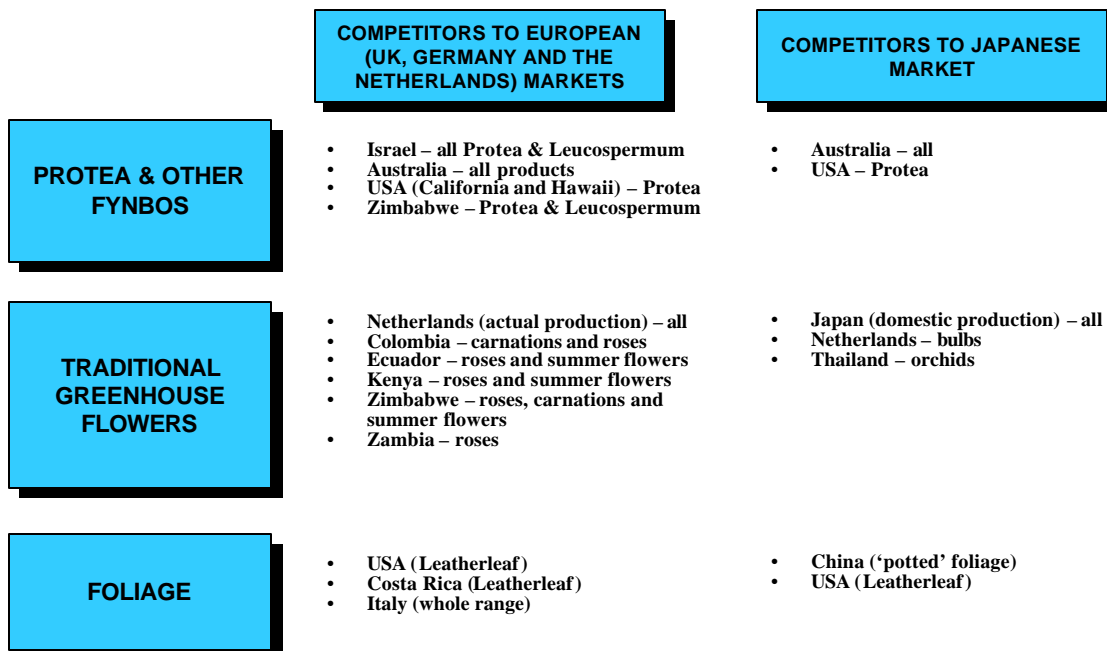 COMPETITORS TO EUROPEAN
(UK, GERMANY AND THE
NETHERLANDS) MARKETS
COMPETITORS TO JAPANESE
MARKET
PROTEA & OTHER
FYNBOS
• Israel – all Protea & Leucospermum
• Australia – all products
• USA (California and Hawaii) – Protea
• Zimbabwe – Protea & Leucospermum
• Australia – all
• USA – Protea
TRADITIONAL
GREENHOUSE
FLOWERS
• Netherlands (actual production) – all
• Colombia – carnations and roses
• Ecuador – roses and summer flowers
• Kenya – roses and summer flowers
• Zimbabwe – roses, carnations and
summer flowers
• Zambia – roses
• Japan (domestic production) – all
• Netherlands – bulbs
• Thailand – orchids
FOLIAGE
• USA (Leatherleaf)
• Costa Rica (Leatherleaf)
• Italy (whole range)
• China (‘potted’ foliage)
• USA (Leatherleaf)